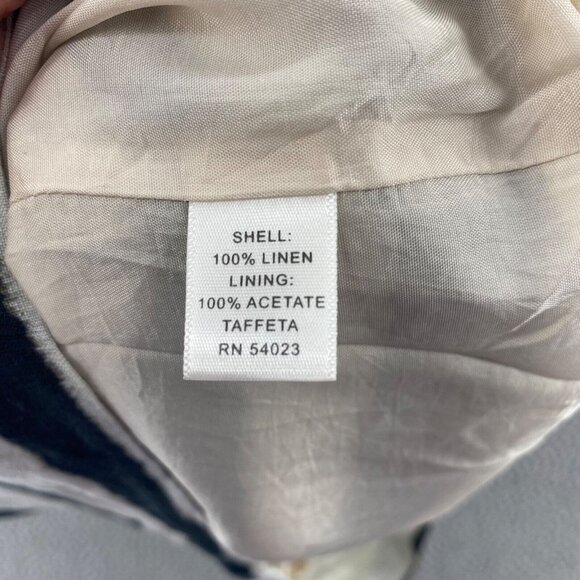 SHELL:
100% LINEN
LINING:
100% ACETATE
TAFFETA
RN 54023